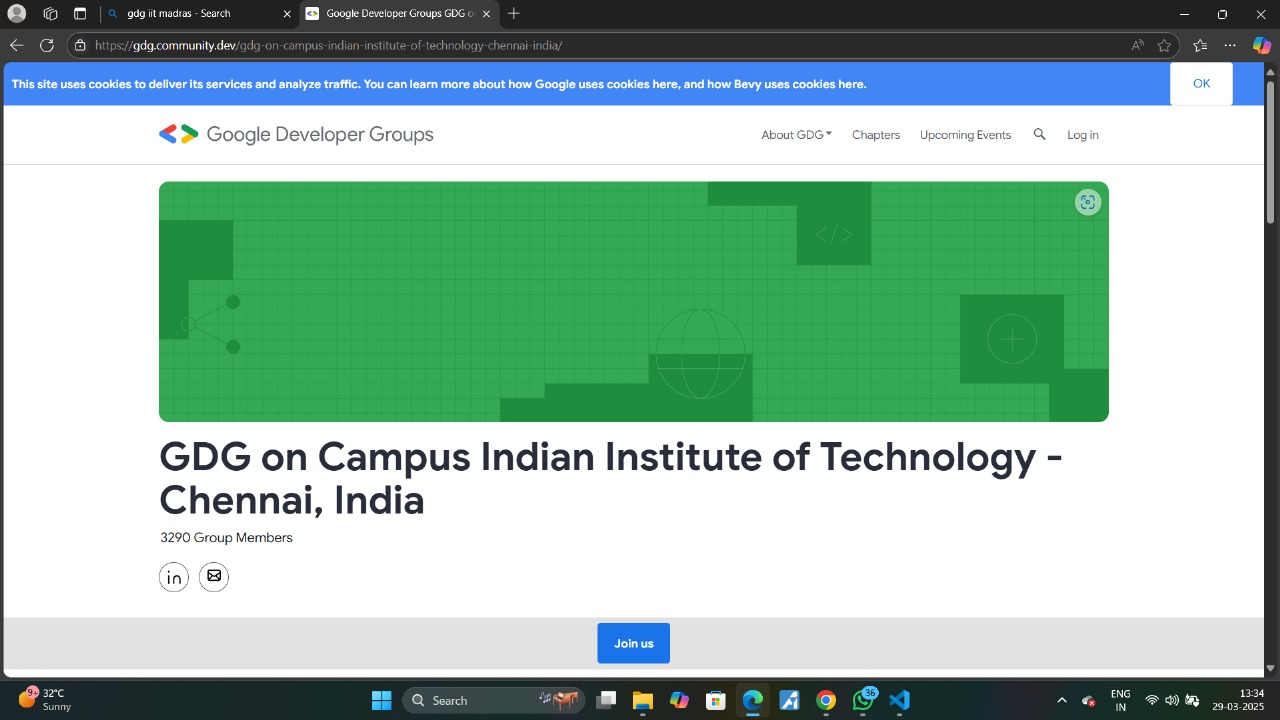 gdg iit madras - Search
Google Developer Groups GDG o
https://gdg.community.dev/gdg-on-campus-indian-institute-of-technology-chennai-india/
This site uses cookies to deliver its services and analyze traffic. You can learn more about how Google uses cookies here, and how Bevy uses cookies here.
OK
Google Developer Groups
About GDG
Chapters
Upcoming Events
Log in
</>
GDG on Campus Indian Institute of Technology -
Chennai, India
3290 Group Members
in
Join us
9+
32°C
Sunny
Search
36
ENG
IN
13:34
29-03-2025